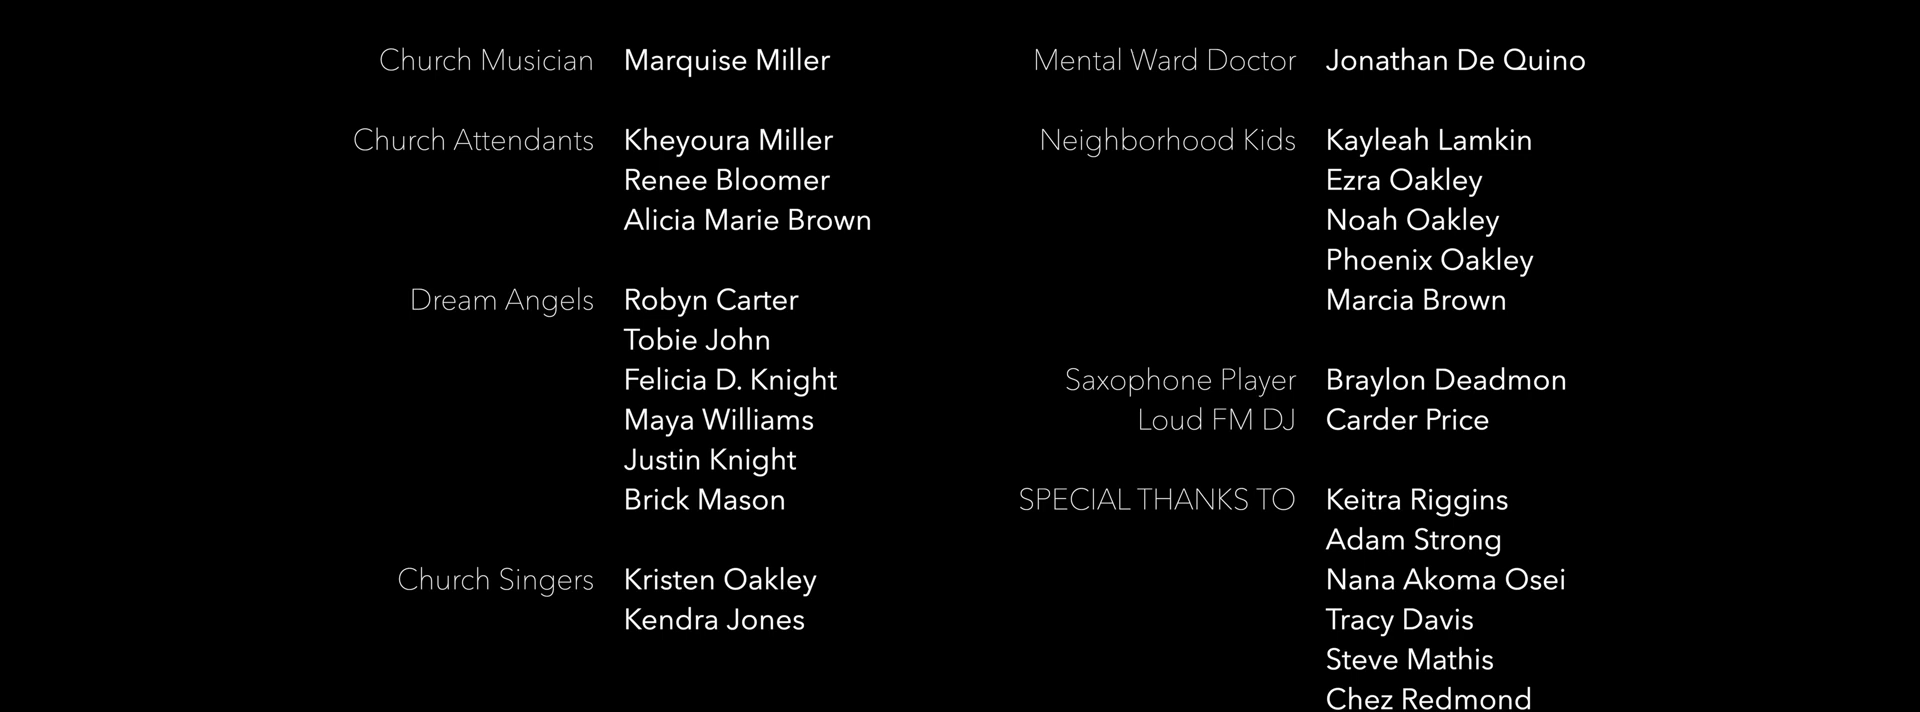 Church Musician Marquise Miller
Church Attendants Kheyoura Miller
Renee Bloomer
Alicia Marie Brown
Dream Angels Robyn Carter
Tobie John
Felicia D. Knight
Maya Williams
Justin Knight
Brick Mason
Church Singers Kristen Oakley
Kendra Jones
Mental Ward Doctor Jonathan De Quino
Neighborhood Kids Kayleah Lamkin
Ezra Oakley
Noah Oakley
Phoenix Oakley
Marcia Brown
Saxophone Player Braylon Deadmon
Loud FM DJ Carder Price
SPECIAL THANKS TO Keitra Riggins
Adam Strong
Nana Akoma Osei
Tracy Davis
Steve Mathis
Chez Redmond